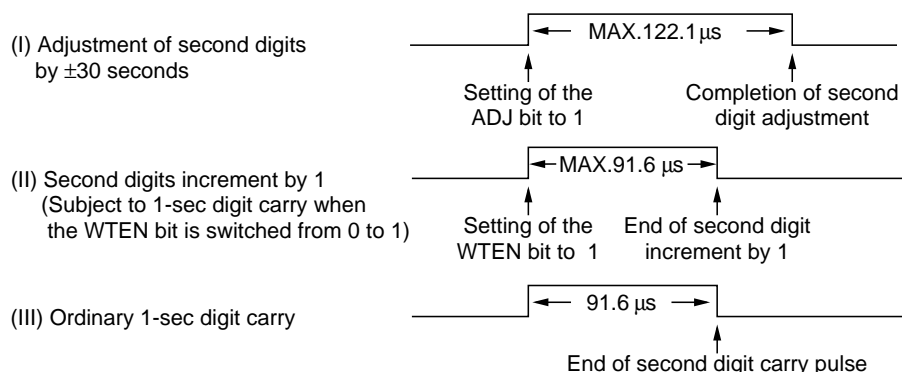 (I) Adjustment of second digits
by ±30 seconds
MAX.122.1 µs
Setting of the
ADJ bit to 1
Completion of second
digit adjustment
(II) Second digits increment by 1
(Subject to 1-sec digit carry when
the WTEN bit is switched from 0 to 1)
MAX.91.6 µs
Setting of the
WTEN bit to 1
End of second digit
increment by 1
(III) Ordinary 1-sec digit carry
91.6 µs
End of second digit carry pulse